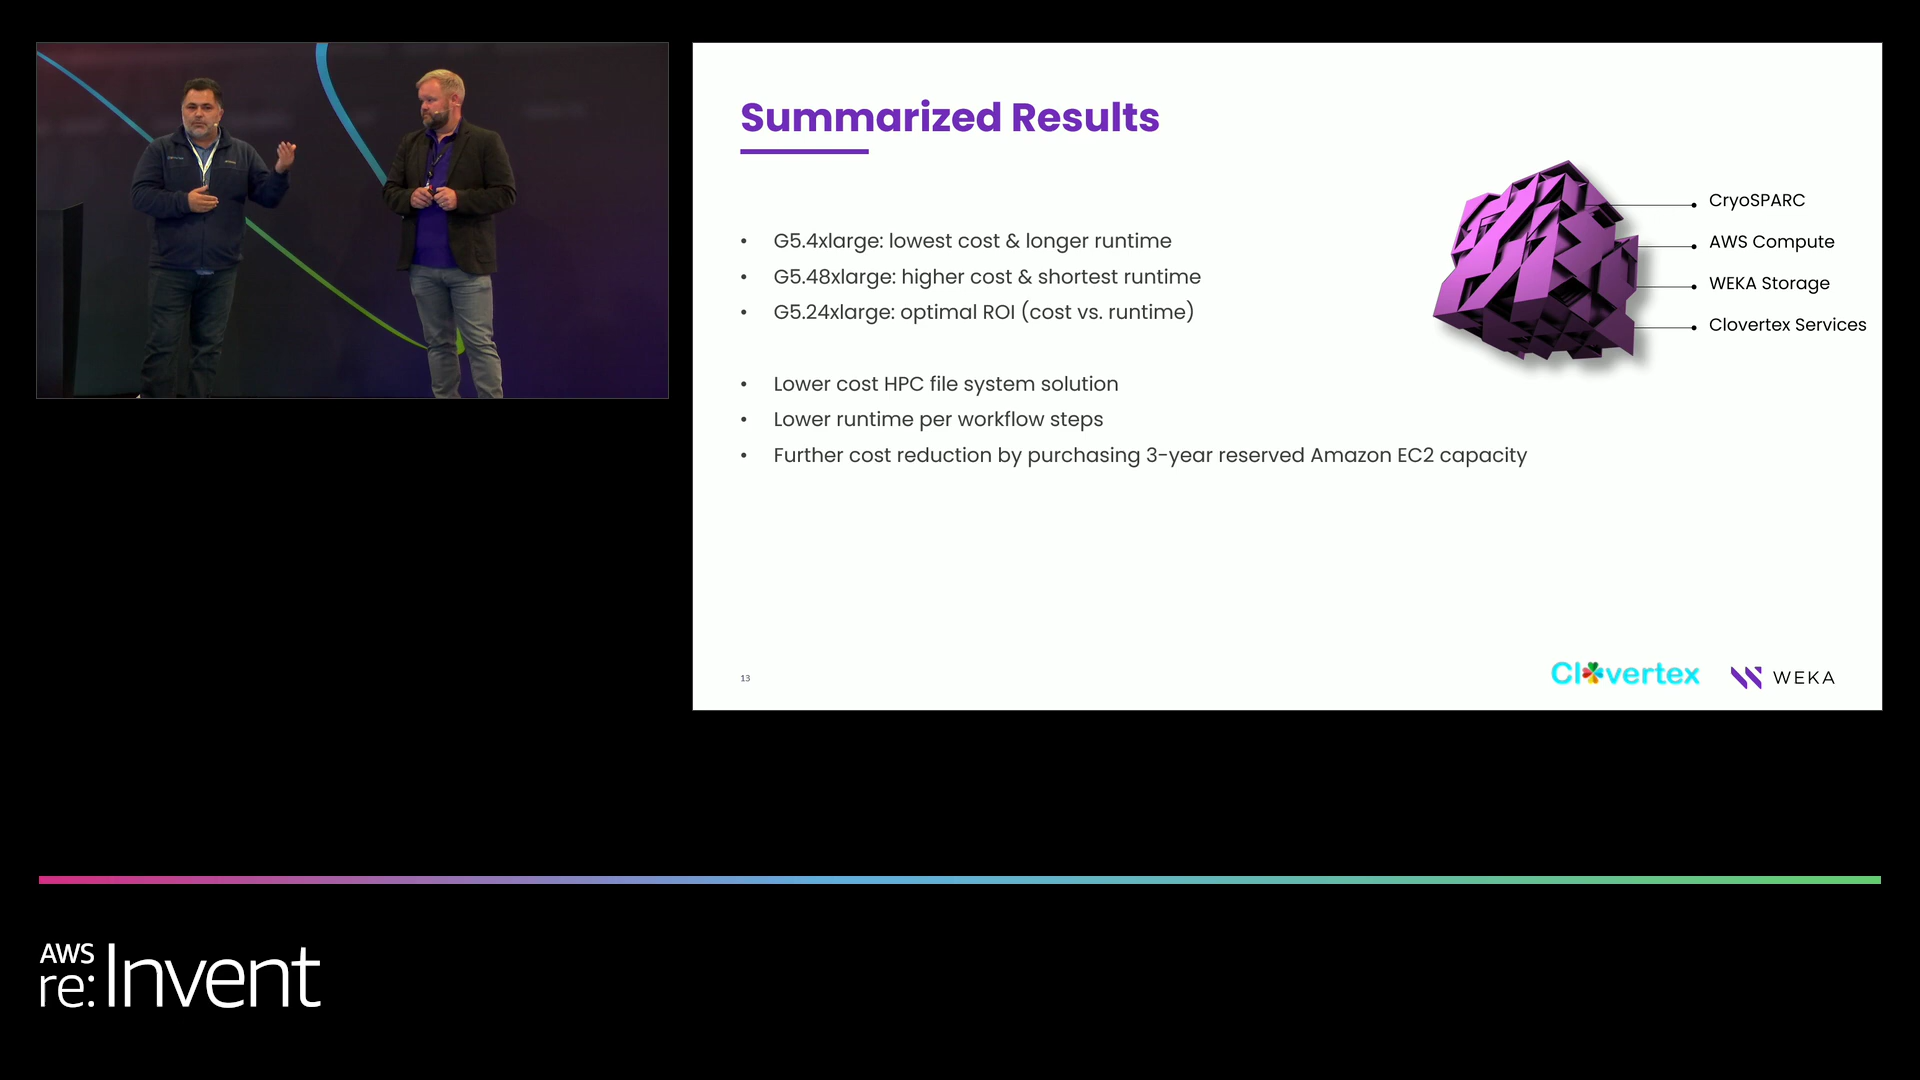 Summarized Results
• G5.4xlarge: lowest cost & longer runtime
• G5.48xlarge: higher cost & shortest runtime
• G5.24xlarge: optimal ROI (cost vs. runtime)
• Lower cost HPC file system solution
• Lower runtime per workflow steps
• Further cost reduction by purchasing 3-year reserved Amazon EC2 capacity
CryoSPARC
AWS Compute
WEKA Storage
Clovertex Services
13
Clovertex
WEKA
AWS
re:Invent